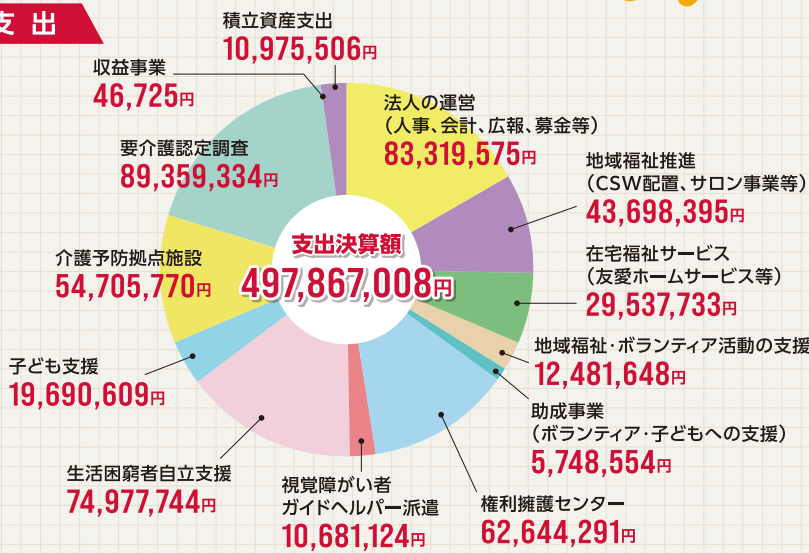 支出
積立資産支出
10,975,506円
収益事業
46,725円
法人の運営
（人事、会計、広報、募金等）
83,319,575円
要介護認定調査
89,359,334円
地域福祉推進
（CSW配置、サロン事業等）
43,698,395円
支出決算額
497,867,008円
在宅福祉サービス
（友愛ホームサービス等）
29,537,733円
介護予防拠点施設
54,705,770円
地域福祉・ボランティア活動の支援
12,481,648円
子ども支援
19,690,609円
助成事業
（ボランティア・子どもへの支援）
5,748,554円
生活困窮者自立支援
74,977,744円
視覚障がい者
ガイドヘルパー派遣
10,681,124円
権利擁護センター
62,644,291円